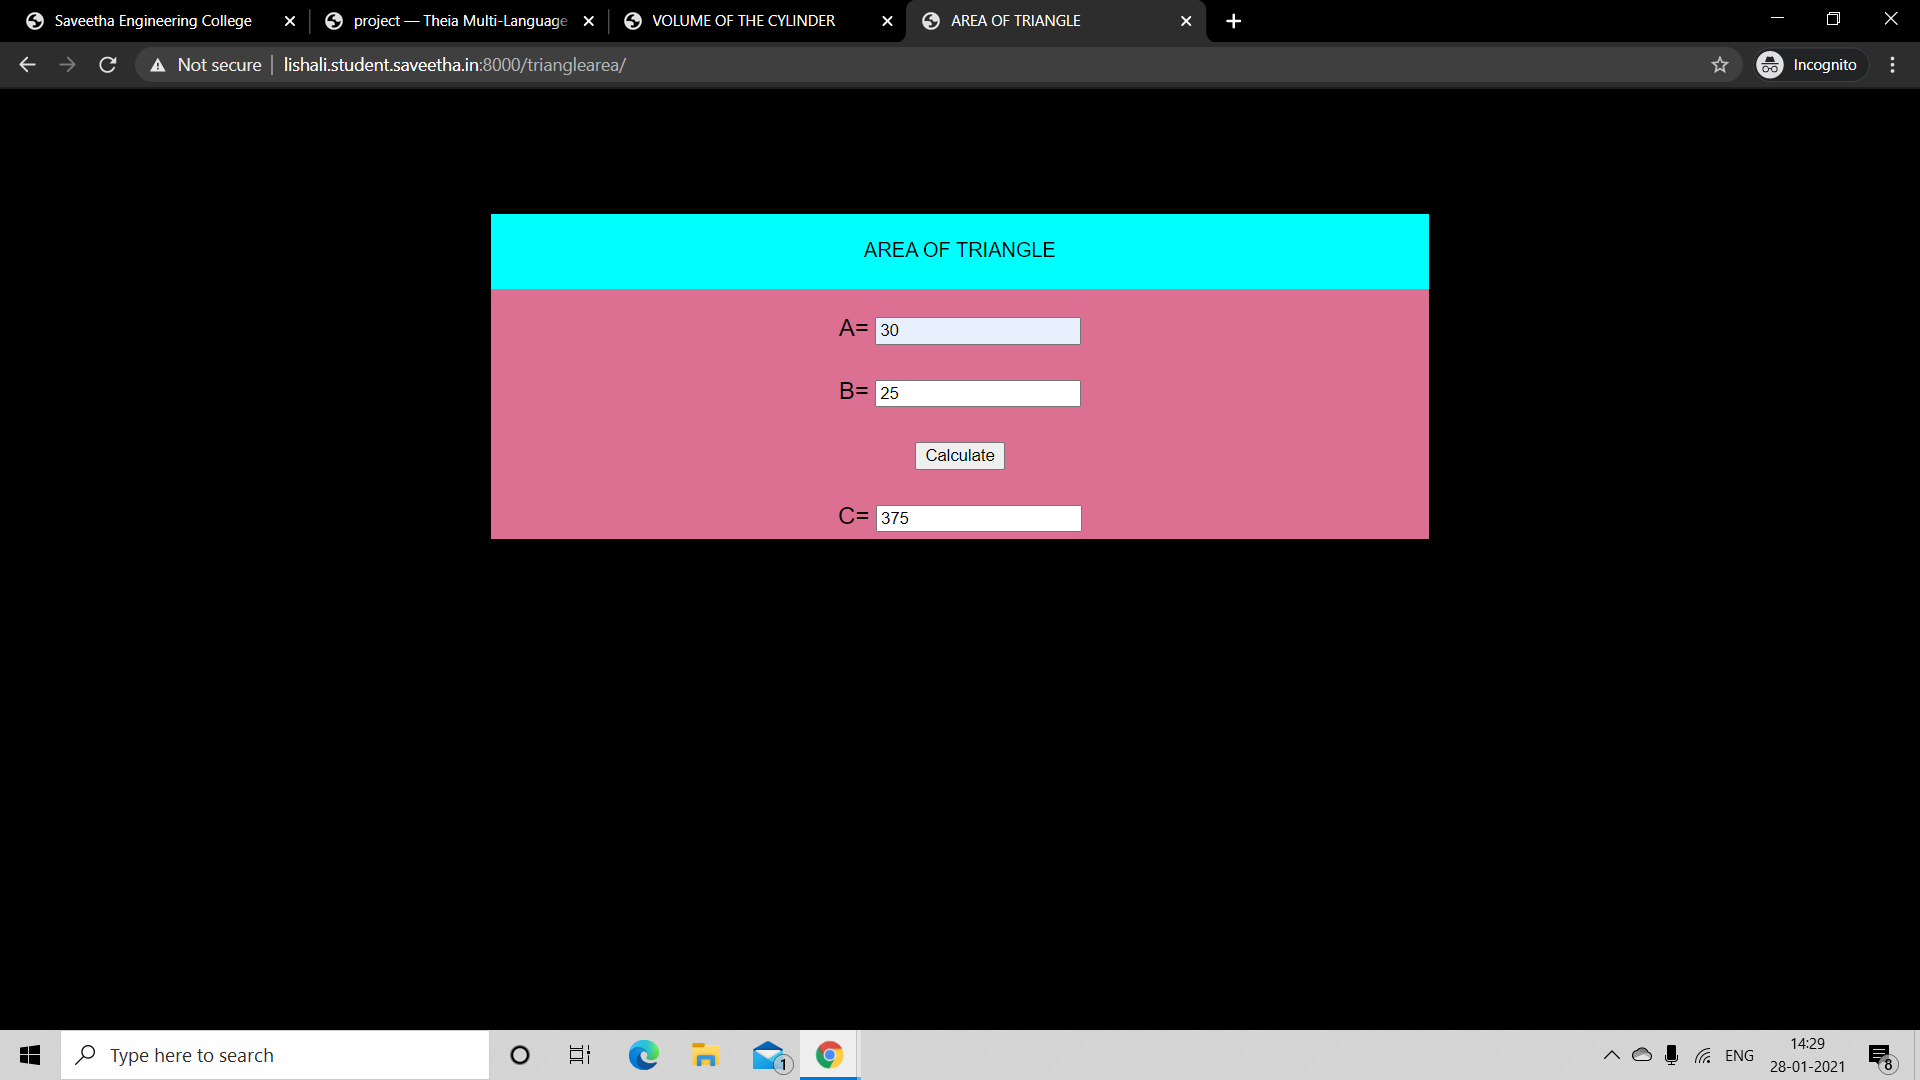 Saveetha Engineering College
project — Theia Multi-Language
VOLUME OF THE CYLINDER
AREA OF TRIANGLE
Not secure
lishali.student.saveetha.in:8000/trianglearea/
Incognito
AREA OF TRIANGLE
A= 30
B= 25
Calculate
C= 375
Type here to search
1
ENG
14:29
28-01-2021
8